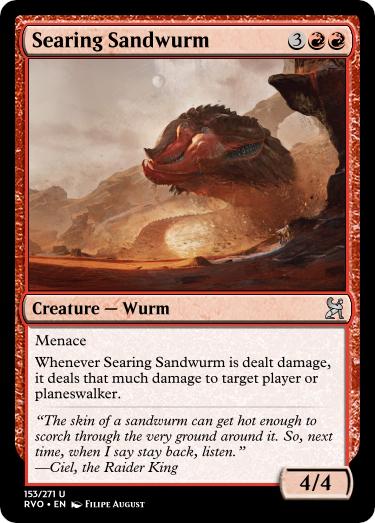 Searing Sandwurm 3
Creature — Wurm
Menace
Whenever Searing Sandwurm is dealt damage,
it deals that much damage to target player or
planeswalker.
“The skin of a sandwurm can get hot enough to
scorch through the very ground around it. So, next
time, when I say stay back, listen.”
—Ciel, the Raider King
4/4
153/271 U
RVO • EN Filipe August